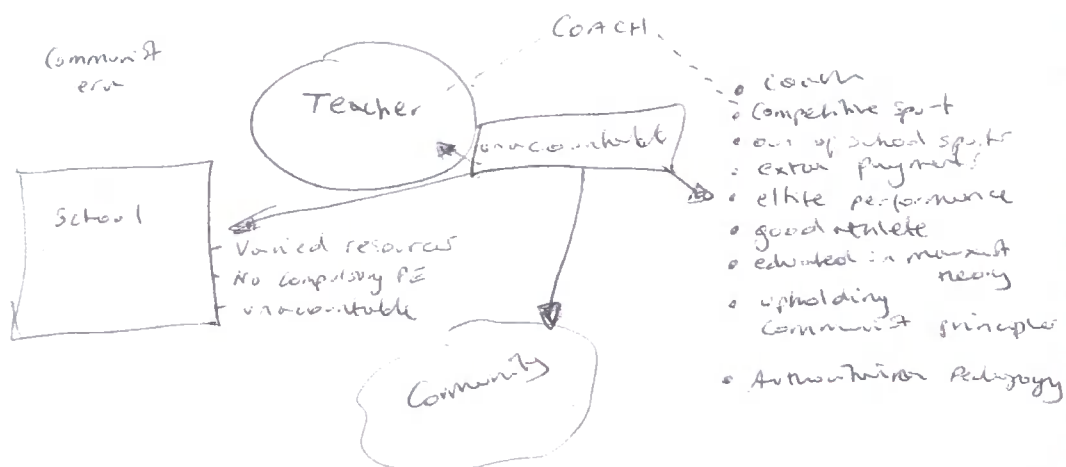 COACH
Communist
era
Teacher
unaccountable
School
Varied resources
No compulsory PE
unaccountable
Community
• coach
• Competitive sport
• out of school sports
• extra payments
• elite performance
• good athlete
• educated in marxist
theory
• upholding
communist principles
• Authoritarian Pedagogy